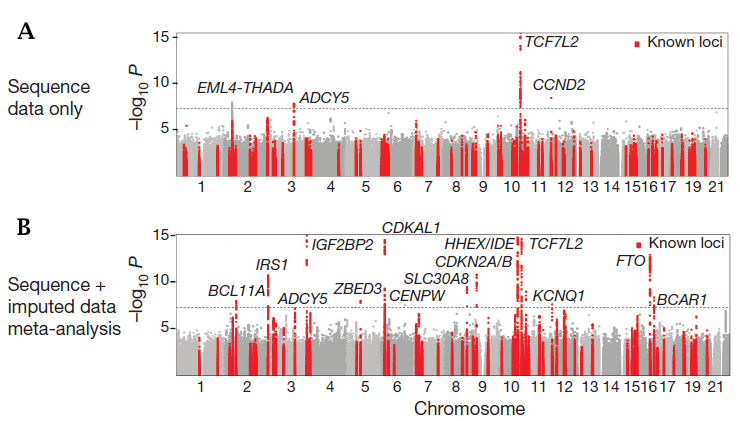 A
Sequence
data only
−log10 P
15
10
5
EML4-THADA
ADCY5
TCF7L2
CCND2
Known loci
1 2 3 4 5 6 7 8 9 10 11 12 13 14 15 16 17 19 21
B
Sequence +
imputed data
meta-analysis
−log10 P
15
10
5
BCL11A
IRS1
ADCY5
IGF2BP2
ZBED3
CDKAL1
CENPW
SLC30A8
CDKN2A/B
HHEX/IDE
TCF7L2
KCNQ1
FTO
BCAR1
Known loci
1 2 3 4 5 6 7 8 9 10 11 12 13 14 15 16 17 19 21
Chromosome